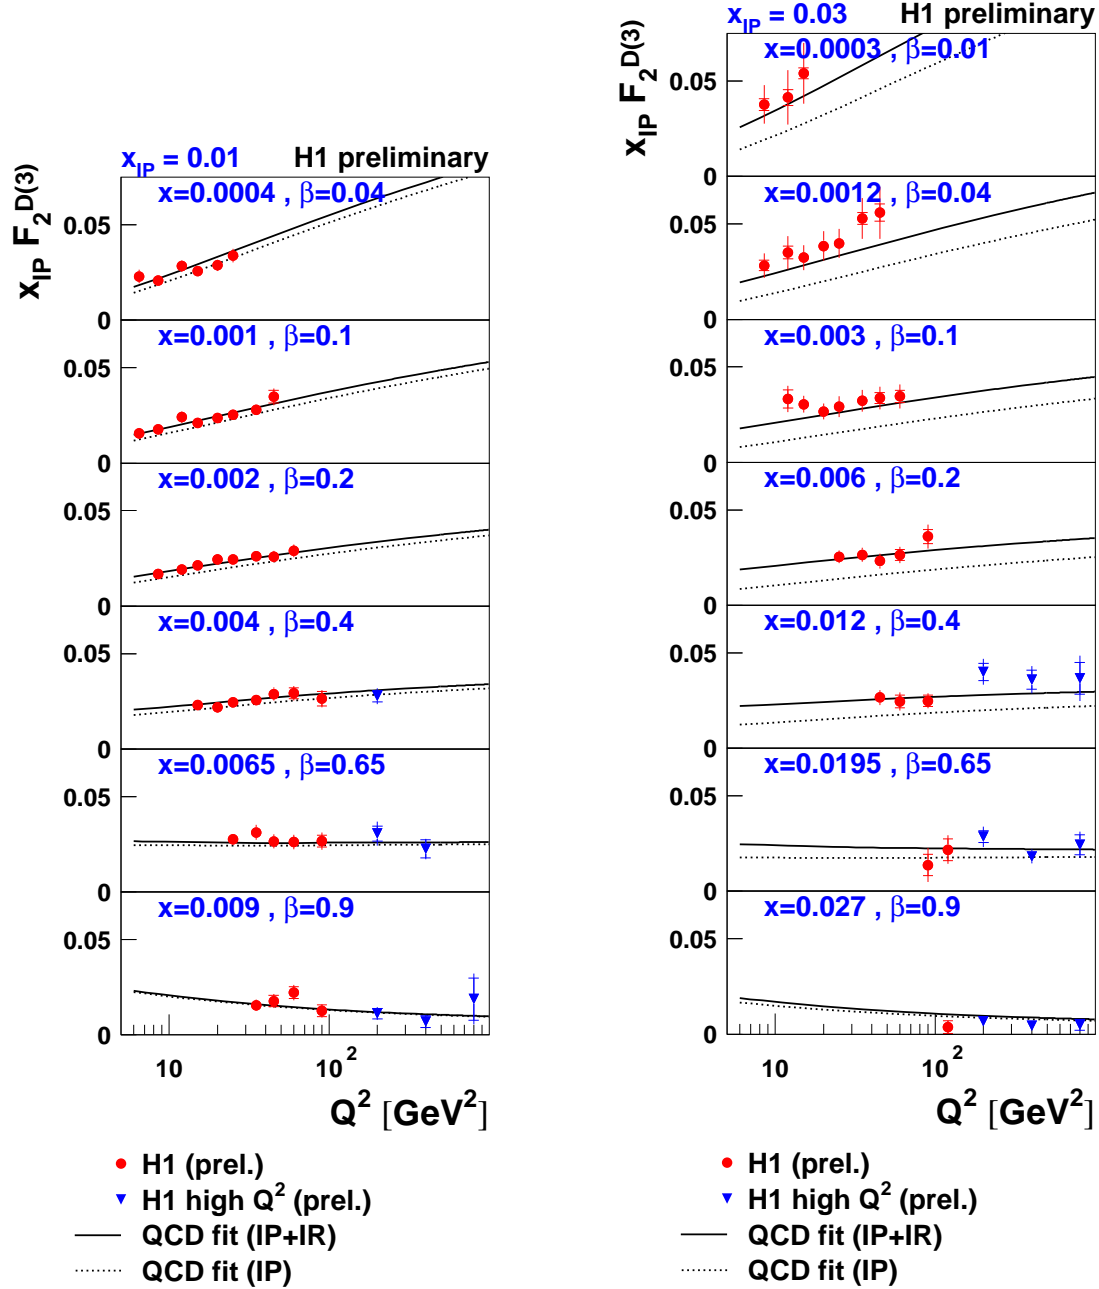 x_IP = 0.01 H1 preliminary
x_IP F_2^D(3)
x=0.0004 , β=0.04
0.05
0
x=0.001 , β=0.1
0.05
0
x=0.002 , β=0.2
0.05
0
x=0.004 , β=0.4
0.05
0
x=0.0065 , β=0.65
0.05
0
x=0.009 , β=0.9
0.05
0
10 10^2
Q^2 [GeV^2]
H1 (prel.)
H1 high Q^2 (prel.)
QCD fit (IP+IR)
QCD fit (IP)
x_IP = 0.03 H1 preliminary
x_IP F_2^D(3)
x=0.0003 , β=0.01
0.05
0
x=0.0012 , β=0.04
0.05
0
x=0.003 , β=0.1
0.05
0
x=0.006 , β=0.2
0.05
0
x=0.012 , β=0.4
0.05
0
x=0.0195 , β=0.65
0.05
0
x=0.027 , β=0.9
0.05
0
10 10^2
Q^2 [GeV^2]
H1 (prel.)
H1 high Q^2 (prel.)
QCD fit (IP+IR)
QCD fit (IP)